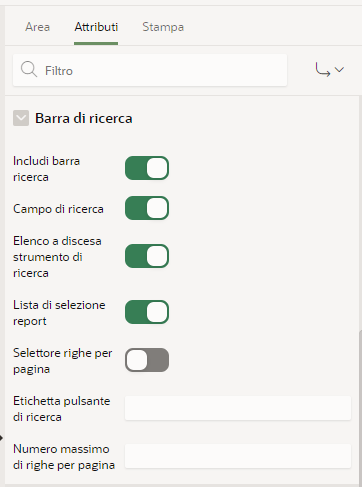 Area Attributi Stampa
Filtro
Barra di ricerca
Includi barra
ricerca
Campo di ricerca
Elenco a discesa
strumento di
ricerca
Lista di selezione
report
Selettore righe per
pagina
Etichetta pulsante
di ricerca
Numero massimo
di righe per pagina